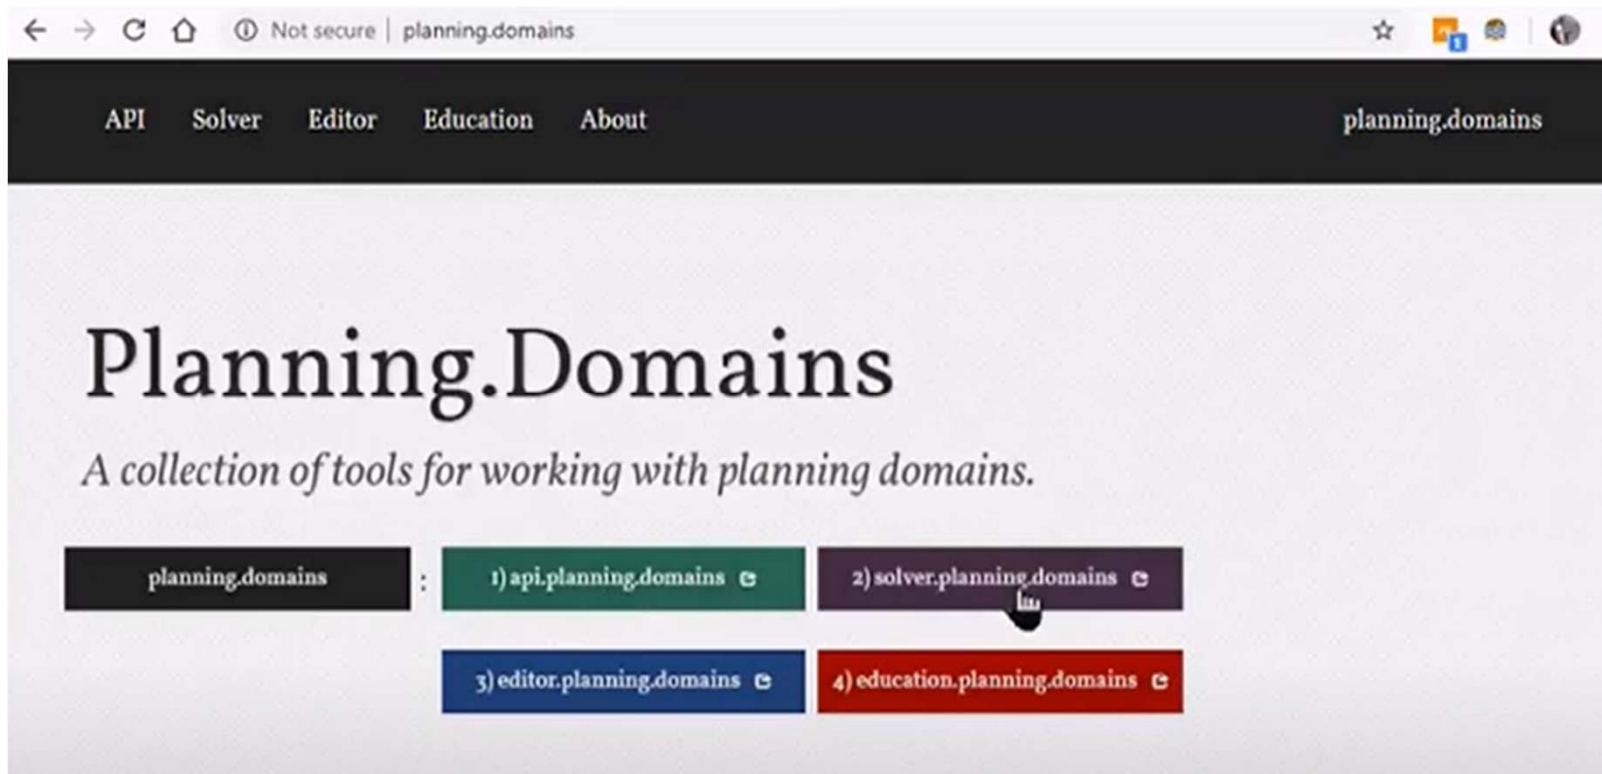 Not secure | planning.domains
API Solver Editor Education About planning.domains
Planning.Domains
A collection of tools for working with planning domains.
planning.domains : 1) api.planning.domains 2) solver.planning.domains
3) editor.planning.domains 4) education.planning.domains